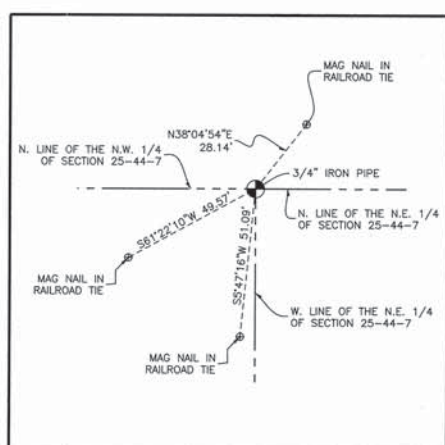 MAG NAIL IN
RAILROAD TIE
N38°04'54"E
28.14'
N. LINE OF THE N.W. 1/4
OF SECTION 25-44-7
3/4" IRON PIPE
N. LINE OF THE N.E. 1/4
OF SECTION 25-44-7
S61°22'10"W 49.57'
S5°47'16"W 51.09'
MAG NAIL IN
RAILROAD TIE
W. LINE OF THE N.E. 1/4
OF SECTION 25-44-7
MAG NAIL IN
RAILROAD TIE